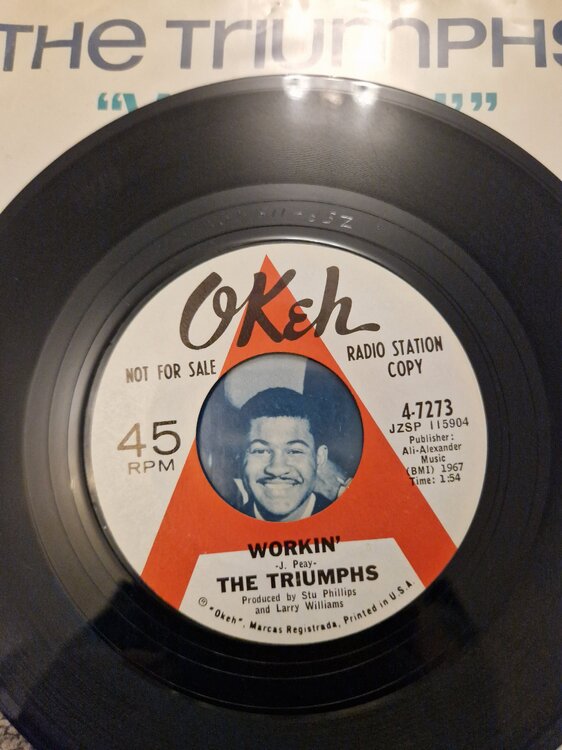 THE TRIUMPHS
OKeh
NOT FOR SALE
RADIO STATION
COPY
45
RPM
4-7273
JZSP 115904
Publisher:
Ali-Alexander
Music
(BMI) 1967
Time: 1:54
WORKIN'
-J. Peay-
THE TRIUMPHS
Produced by Stu Phillips
and Larry Williams
℗ "Okeh", Marcas Registrada, Printed in U.S.A.